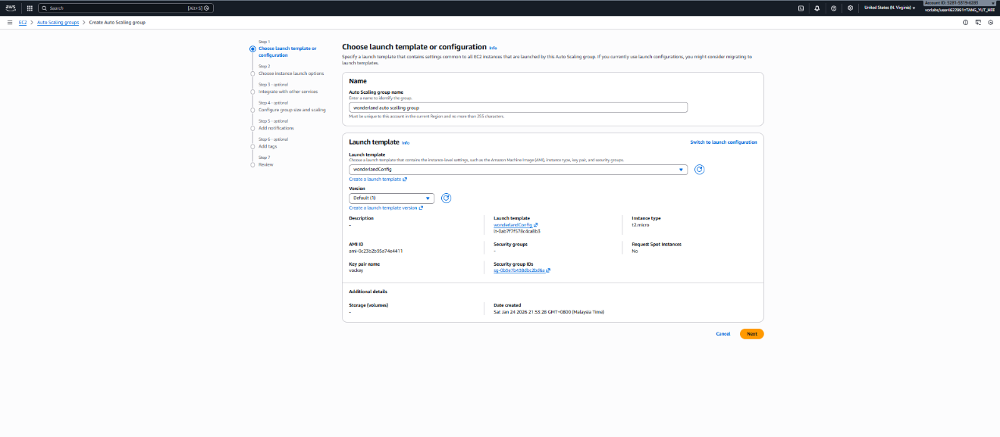 aws
Search
[Alt+S]
United States (N. Virginia)
Account ID: 5281-5319-6283
voclabs/user4622991=TANG_YUT_HEE
EC2
Auto Scaling groups
Create Auto Scaling group
Step 1
Choose launch template or
configuration
Step 2
Choose instance launch options
Step 3 - optional
Integrate with other services
Step 4 - optional
Configure group size and scaling
Step 5 - optional
Add notifications
Step 6 - optional
Add tags
Step 7
Review
Choose launch template or configuration Info
Specify a launch template that contains settings common to all EC2 instances that are launched by this Auto Scaling group. If you currently use launch configurations, you might consider migrating to
launch templates.
Name
Auto Scaling group name
Enter a name to identify the group.
wonderland auto scalling group
Must be unique to this account in the current Region and no more than 255 characters.
Launch template Info
Switch to launch configuration
Launch template
Choose a launch template that contains the instance-level settings, such as the Amazon Machine Image (AMI), instance type, key pair, and security groups.
wonderlandConfig
Create a launch template
Version
Default (1)
Create a launch template version
Description
-
Launch template
wonderlandConfig
lt-0ab7f7f578c4ca8b3
Instance type
t2.micro
AMI ID
ami-0c23b2b95a74e4411
Security groups
-
Request Spot Instances
No
Key pair name
vockey
Security group IDs
sg-0b3e7b438dbc2bd6a
Additional details
Storage (volumes)
-
Date created
Sat Jan 24 2026 21:53:28 GMT+0800 (Malaysia Time)
Cancel
Next